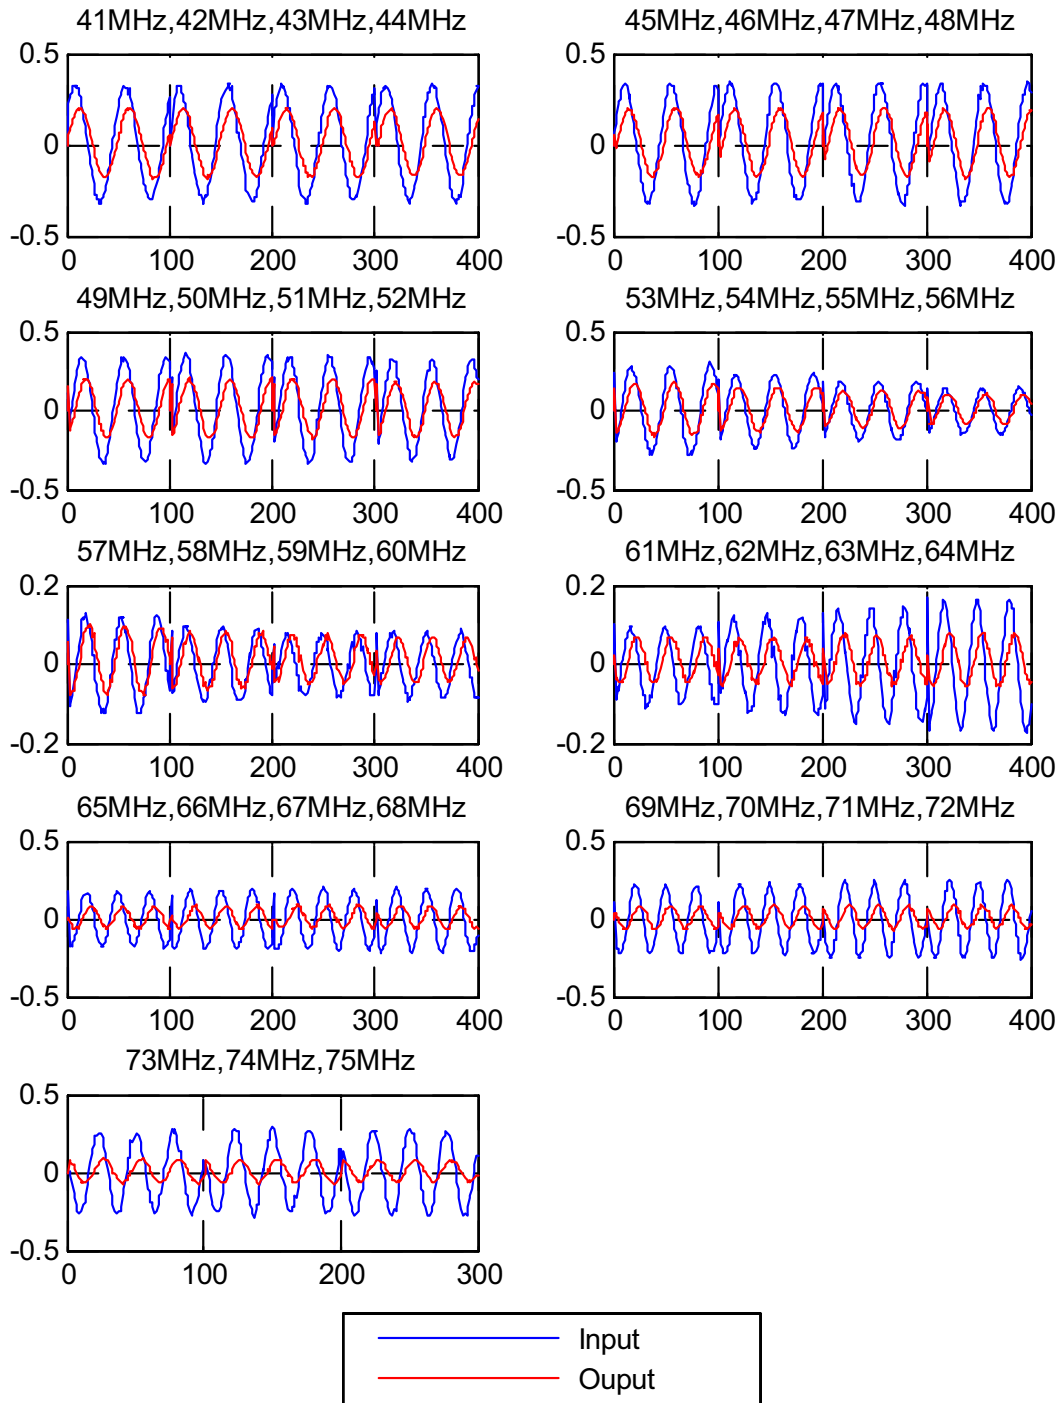 41MHz,42MHz,43MHz,44MHz
0.5
0
-0.5
0 100 200 300 400
45MHz,46MHz,47MHz,48MHz
0.5
0
-0.5
0 100 200 300 400
49MHz,50MHz,51MHz,52MHz
0.5
0
-0.5
0 100 200 300 400
53MHz,54MHz,55MHz,56MHz
0.5
0
-0.5
0 100 200 300 400
57MHz,58MHz,59MHz,60MHz
0.2
0
-0.2
0 100 200 300 400
61MHz,62MHz,63MHz,64MHz
0.2
0
-0.2
0 100 200 300 400
65MHz,66MHz,67MHz,68MHz
0.5
0
-0.5
0 100 200 300 400
69MHz,70MHz,71MHz,72MHz
0.5
0
-0.5
0 100 200 300 400
73MHz,74MHz,75MHz
0.5
0
-0.5
0 100 200 300
Input
Ouput